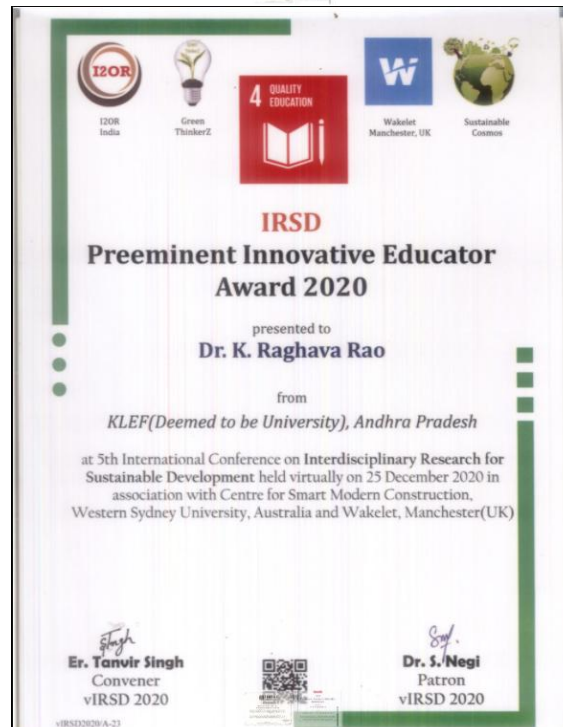 I2OR
I2OR
India
Green
ThinkerZ
4 QUALITY
EDUCATION
W
Wakelet
Manchester, UK
Sustainable
Cosmos
IRSD
Preeminent Innovative Educator
Award 2020
presented to
Dr. K. Raghava Rao
from
KLEF(Deemed to be University), Andhra Pradesh
at 5th International Conference on Interdisciplinary Research for
Sustainable Development held virtually on 25 December 2020 in
association with Centre for Smart Modern Construction,
Western Sydney University, Australia and Wakelet, Manchester(UK)
Er. Tanvir Singh
Convener
vIRSD 2020
Dr. S. Negi
Patron
vIRSD 2020
vIRSD2020/A-23